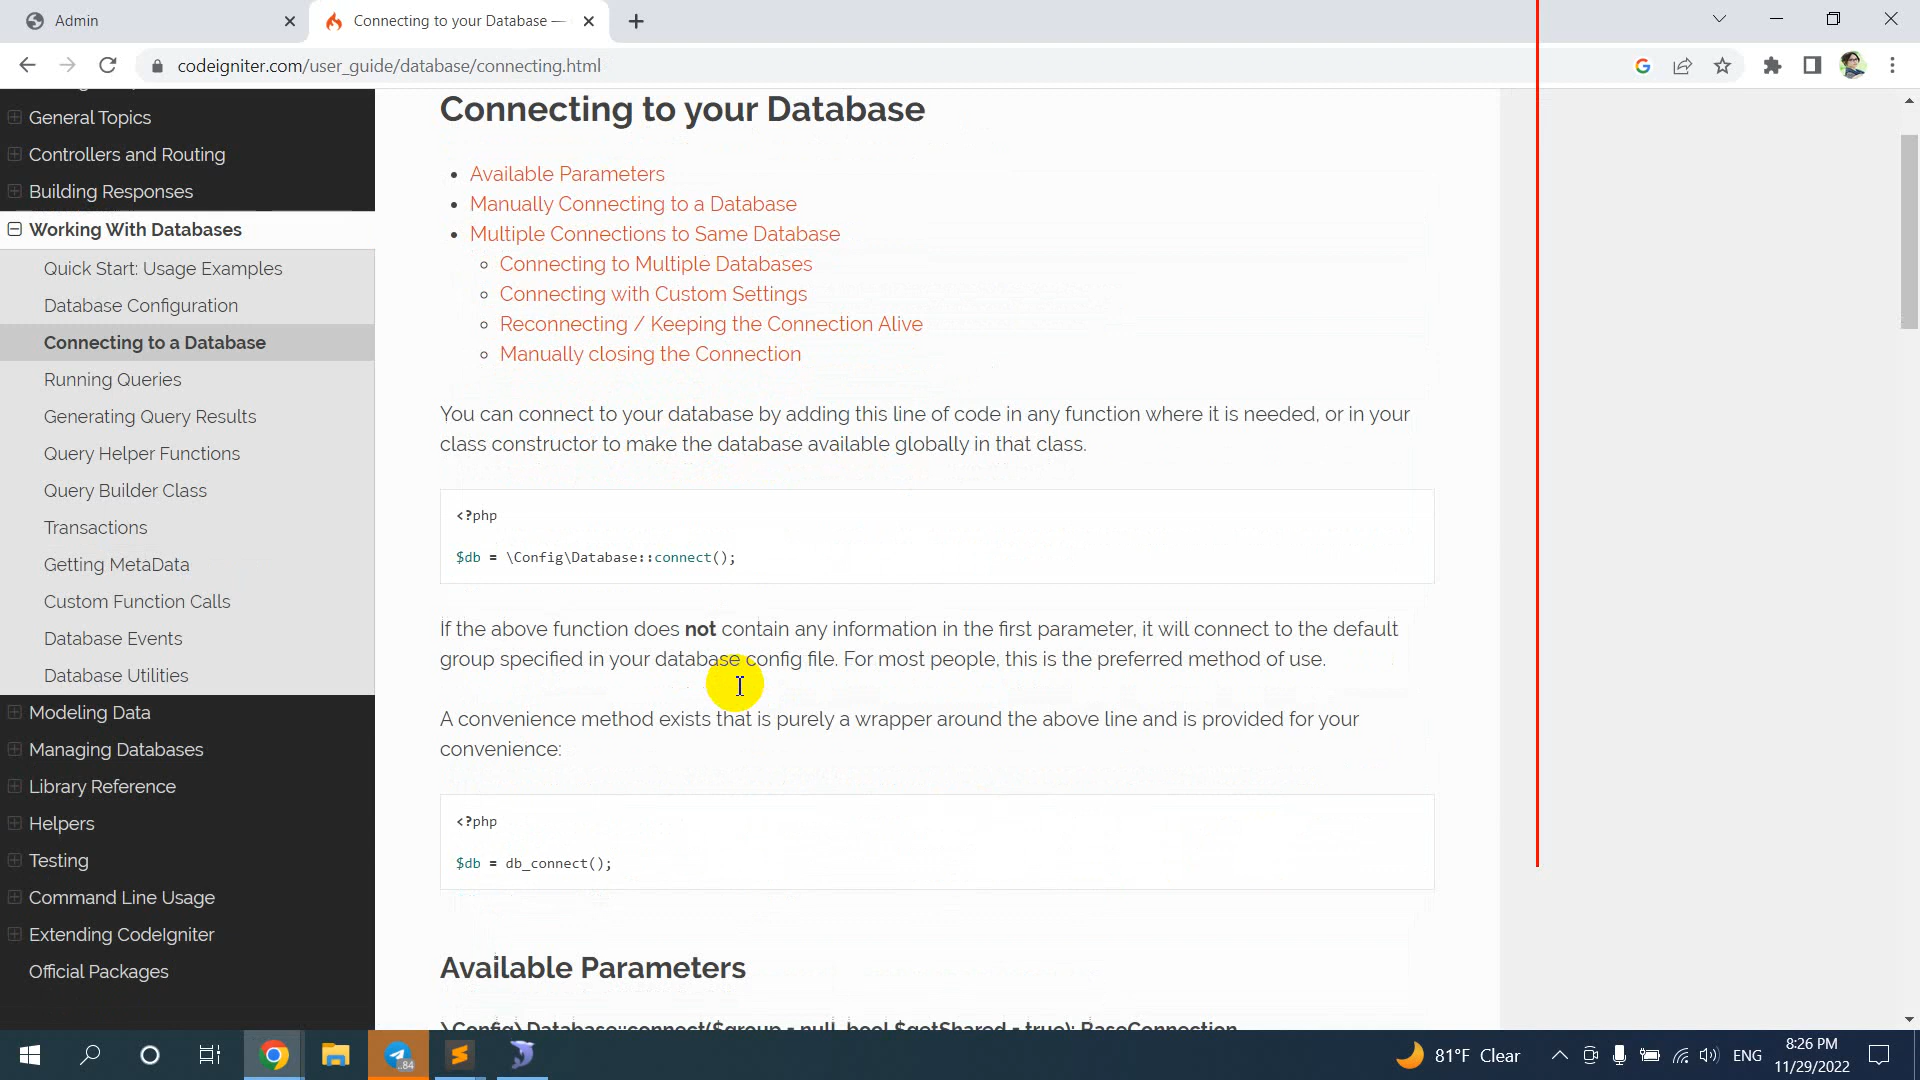 Admin
Connecting to your Database —
codeigniter.com/user_guide/database/connecting.html
General Topics
Controllers and Routing
Building Responses
Working With Databases
Quick Start: Usage Examples
Database Configuration
Connecting to a Database
Running Queries
Generating Query Results
Query Helper Functions
Query Builder Class
Transactions
Getting MetaData
Custom Function Calls
Database Events
Database Utilities
Modeling Data
Managing Databases
Library Reference
Helpers
Testing
Command Line Usage
Extending CodeIgniter
Official Packages
Connecting to your Database
Available Parameters
Manually Connecting to a Database
Multiple Connections to Same Database
Connecting to Multiple Databases
Connecting with Custom Settings
Reconnecting / Keeping the Connection Alive
Manually closing the Connection
You can connect to your database by adding this line of code in any function where it is needed, or in your
class constructor to make the database available globally in that class.
<?php
$db = \Config\Database::connect();
If the above function does not contain any information in the first parameter, it will connect to the default
group specified in your database config file. For most people, this is the preferred method of use.
A convenience method exists that is purely a wrapper around the above line and is provided for your
convenience:
<?php
$db = db_connect();
Available Parameters
\Config\Database::connect($group = null, bool $getShared = true): BaseConnection
84
81°F Clear
ENG
8:26 PM
11/29/2022